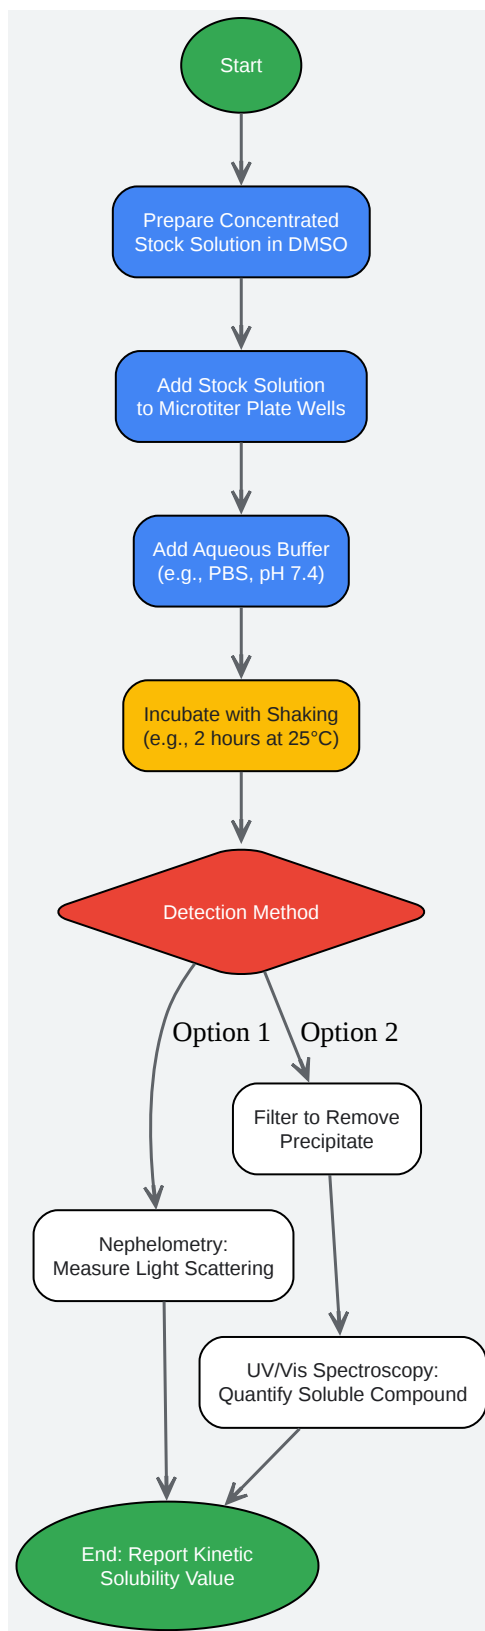 Start
Prepare Concentrated
Stock Solution in DMSO
Add Stock Solution
to Microtiter Plate Wells
Add Aqueous Buffer
(e.g., PBS, pH 7.4)
Incubate with Shaking
(e.g., 2 hours at 25°C)
Detection Method
Option 1
Option 2
Filter to Remove
Precipitate
Nephelometry:
Measure Light Scattering
UV/Vis Spectroscopy:
Quantify Soluble Compound
End: Report Kinetic
Solubility Value